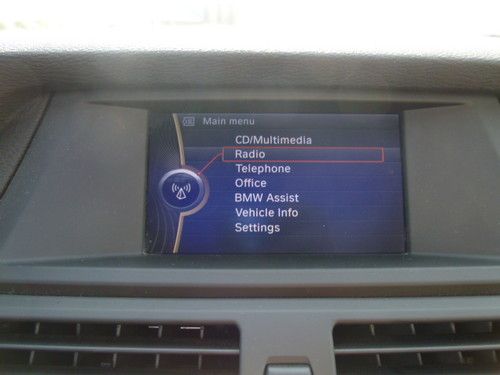 Main menu
CD/Multimedia
Radio
Telephone
Office
BMW Assist
Vehicle Info
Settings